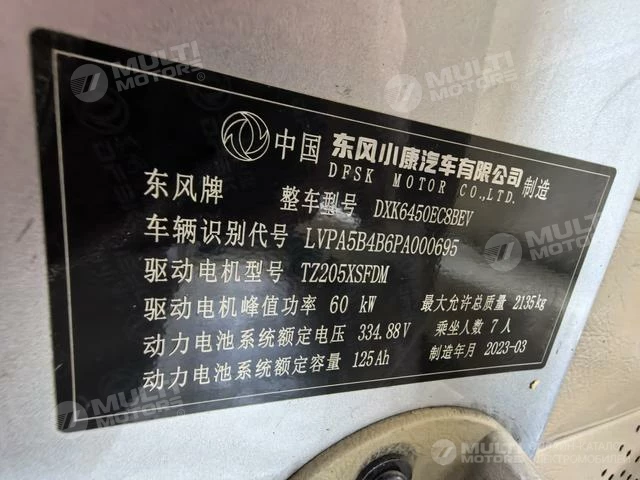 MULTI MOTORS
MULTI MOTORS
中国 东风小康汽车有限公司 制造
DFSK MOTOR CO.,LTD.
东风牌 整车型号 DXK6450EC8BEV
车辆识别代号 LVPA5B4B6PA000695
驱动电机型号 TZ205XSFDM
驱动电机峰值功率 60 kW 最大允许总质量 2135kg
动力电池系统额定电压 334.88V 乘坐人数 7人
动力电池系统额定容量 125Ah 制造年月 2023-03
MULTI MOTORS
MULTI MOTORS